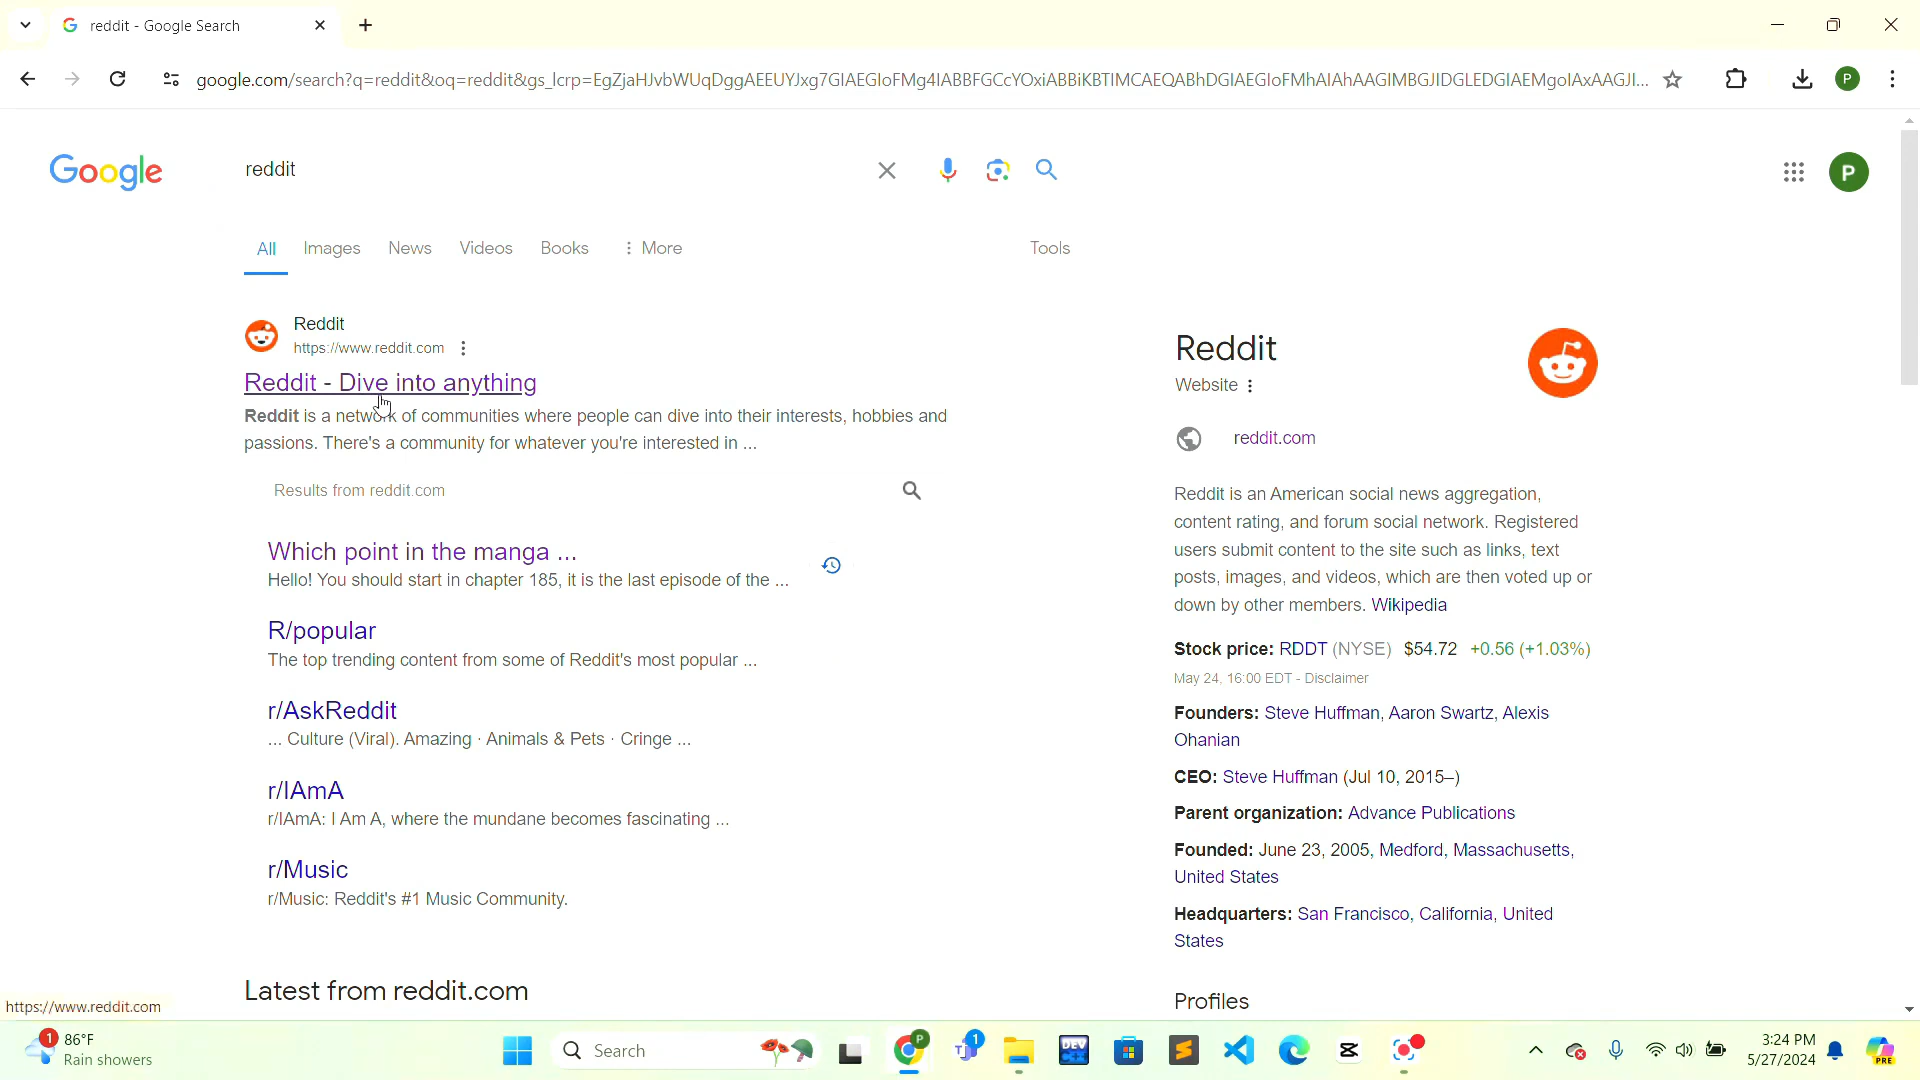 reddit - Google Search
google.com/search?q=reddit&oq=reddit&gs_lcrp=EgZjaHJvbWUqDggAEEUYJxg7GIAEGIoFMg4IABBFGCcYOxiABBiKBTIMCAEQABhDGIAEGIoFMhAIAhAAGIMBGJIDGLEDGIAEMgoIAxAAGJI...
Google
reddit
P
All Images News Videos Books More Tools
Reddit
https://www.reddit.com
Reddit - Dive into anything
Reddit is a network of communities where people can dive into their interests, hobbies and
passions. There's a community for whatever you're interested in ...
Results from reddit.com
Which point in the manga ...
Hello! You should start in chapter 185, it is the last episode of the ...
R/popular
The top trending content from some of Reddit's most popular ...
r/AskReddit
... Culture (Viral). Amazing · Animals & Pets · Cringe ...
r/IAmA
r/IAmA: I Am A, where the mundane becomes fascinating ...
r/Music
r/Music: Reddit's #1 Music Community.
Latest from reddit.com
Reddit
Website
reddit.com
Reddit is an American social news aggregation,
content rating, and forum social network. Registered
users submit content to the site such as links, text
posts, images, and videos, which are then voted up or
down by other members. Wikipedia
Stock price: RDDT (NYSE) $54.72 +0.56 (+1.03%)
May 24, 16:00 EDT - Disclaimer
Founders: Steve Huffman, Aaron Swartz, Alexis
Ohanian
CEO: Steve Huffman (Jul 10, 2015–)
Parent organization: Advance Publications
Founded: June 23, 2005, Medford, Massachusetts,
United States
Headquarters: San Francisco, California, United
States
Profiles
https://www.reddit.com
1
86°F
Rain showers
Search
P
1
DEV
C++
3:24 PM
5/27/2024
PRE